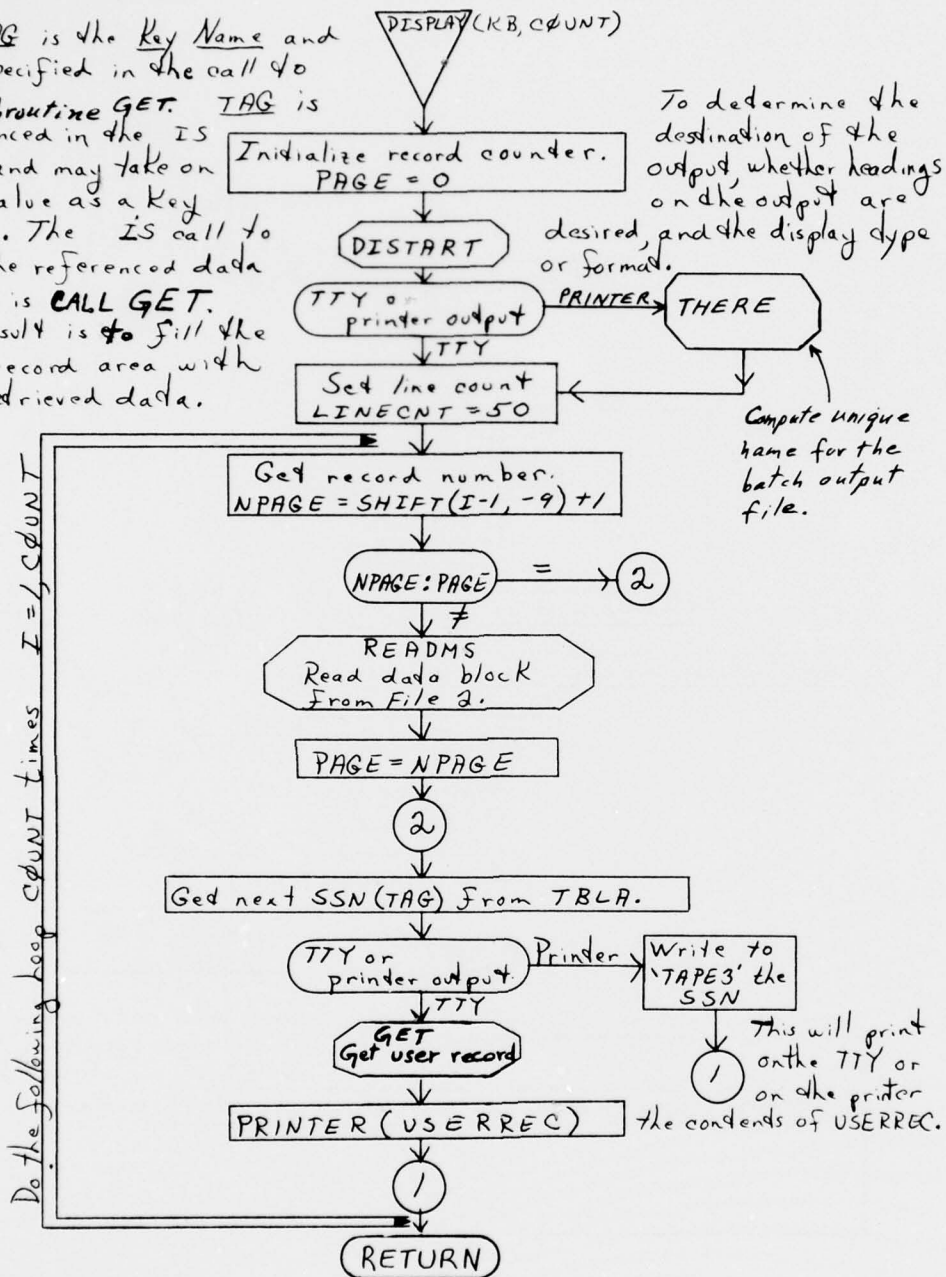 DISPLAY (KB, CØUNT)
G is the Key Name and
pecified in the call to
broutine GET. TAG is
nced in the IS
and may take on
alue as a Key
. The IS call to
he referenced data
is CALL GET.
sult is to fill the
record area with
etrieved data.
Initialize record counter.
PAGE = 0
To determine the
destination of the
output, whether headings
on the output are
desired, and the display type
or format.
DISTART
TTY o
printer output
PRINTER
THERE
TTY
Set line count
LINECNT = 50
Compute unique
name for the
batch output
file.
Get record number.
NPAGE = SHIFT(I-1, -9) +1
NPAGE : PAGE
=
2
≠
READMS
Read data block
From File 2.
PAGE = NPAGE
2
Get next SSN (TAG) from TBLA.
TTY or
printer output.
Printer
Write to
'TAPE3' the
SSN
TTY
1
This will print
on the TTY or
on the printer
the contents of USERREC.
GET
Get user record
PRINTER (USERREC)
1
RETURN
Do the following loop CØUNT times I = 1, CØUNT